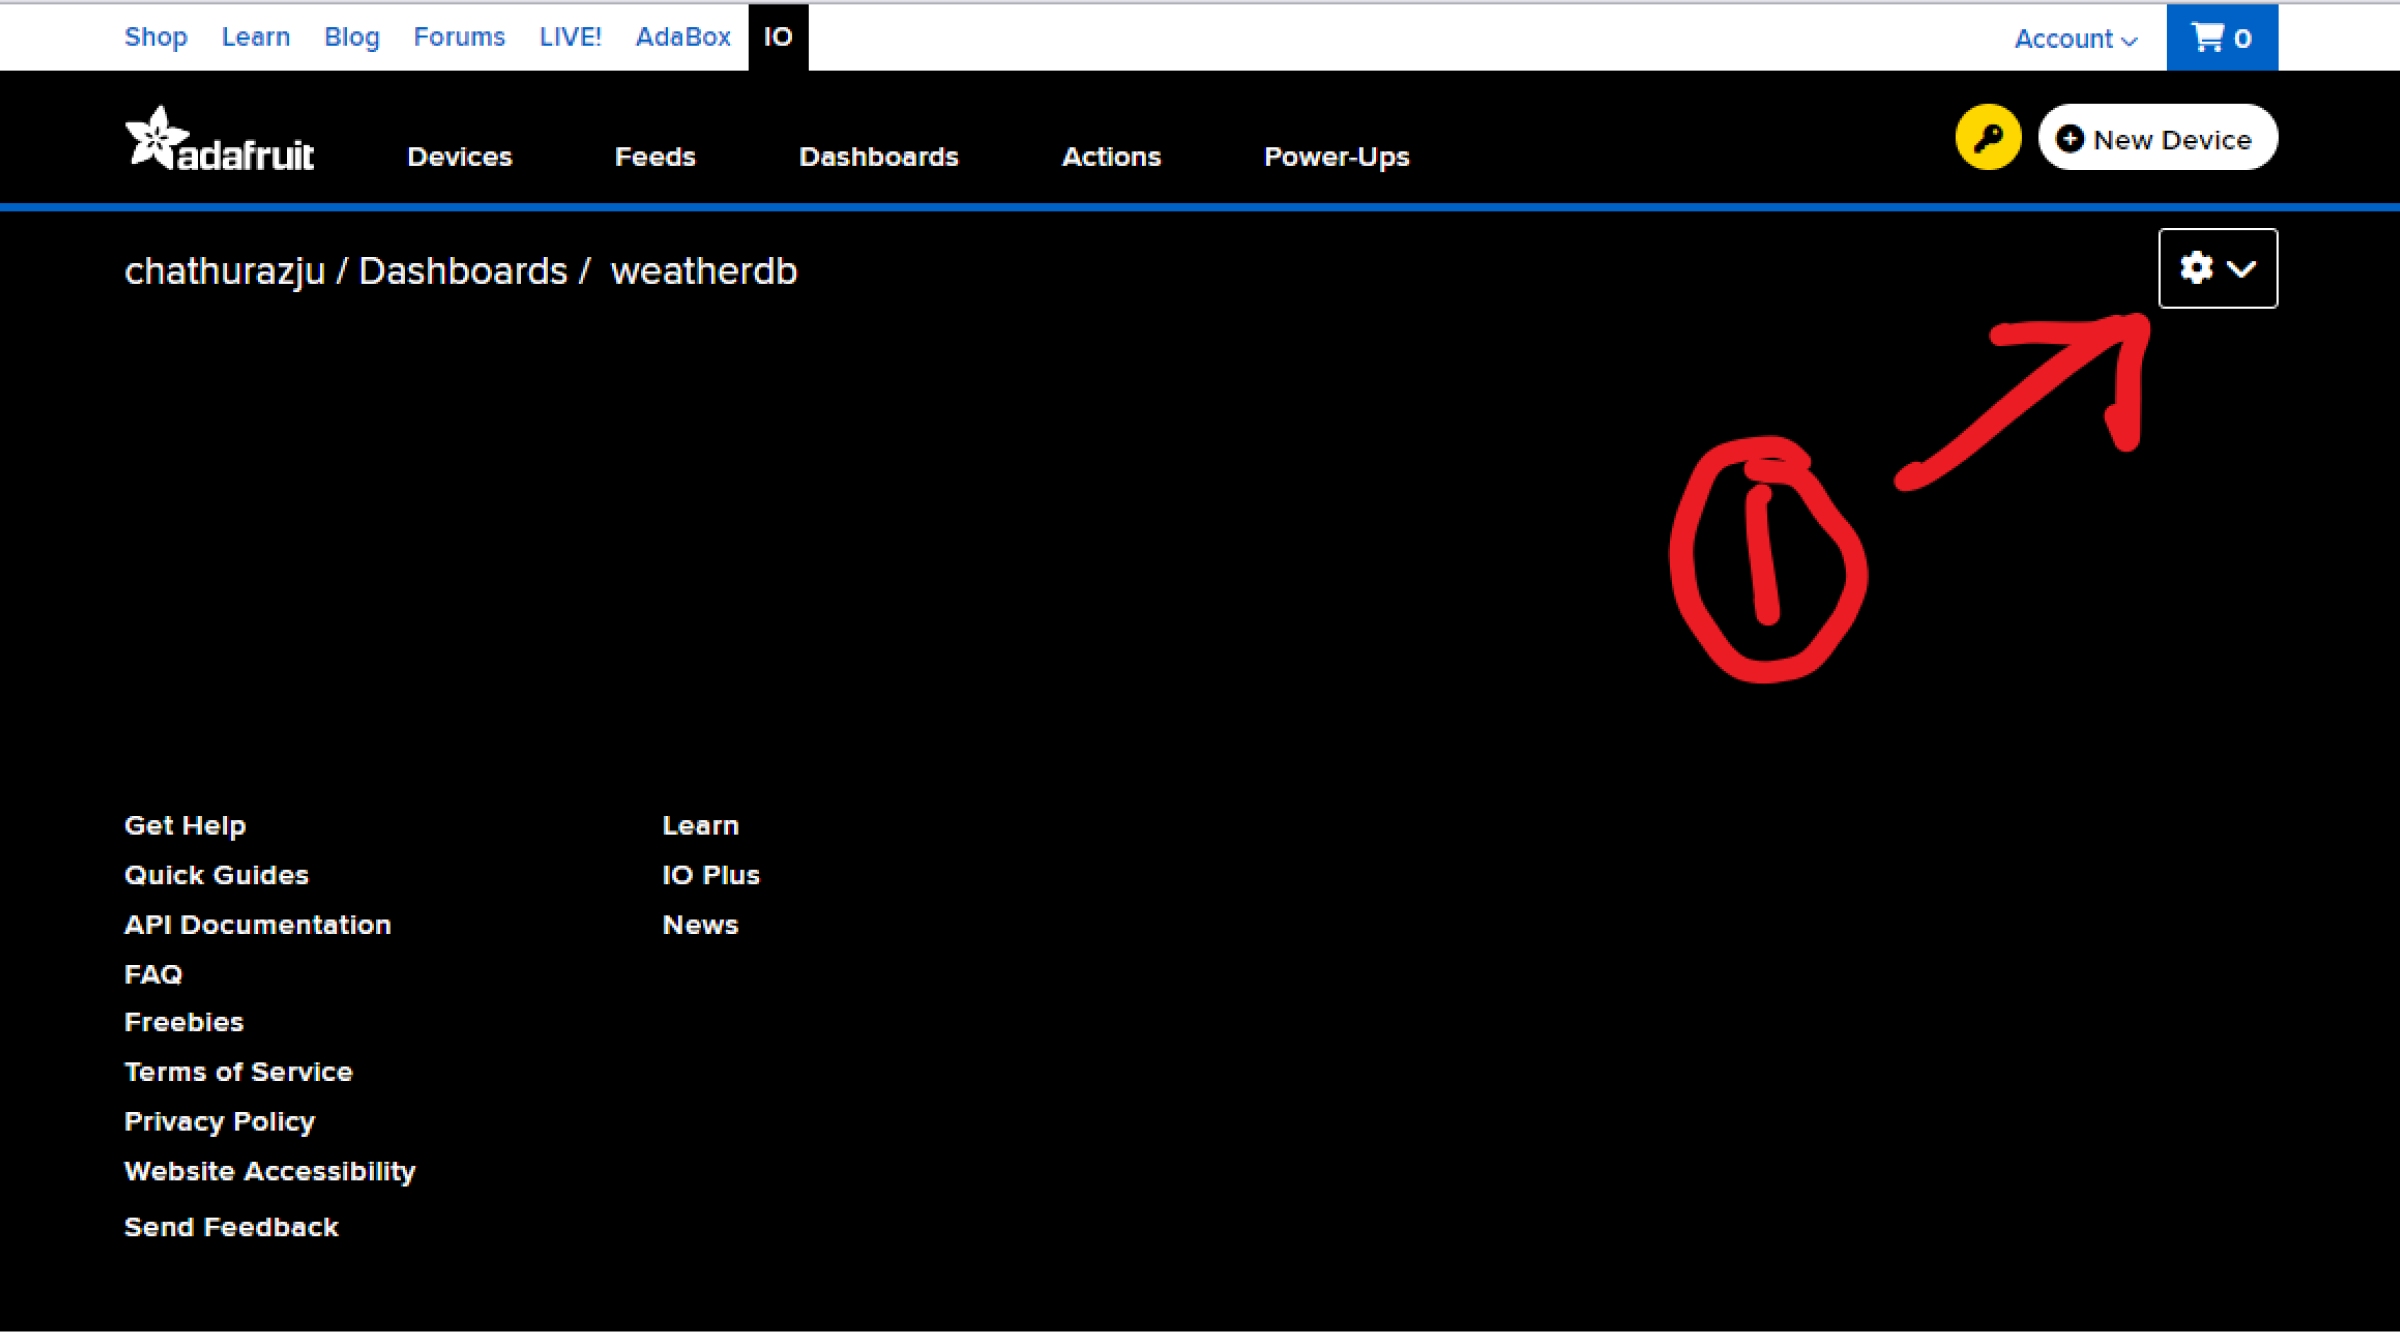 Shop Learn Blog Forums LIVE! AdaBox IO Account 0
adafruit Devices Feeds Dashboards Actions Power-Ups New Device
chathurazju / Dashboards / weatherdb
1
Get Help
Quick Guides
API Documentation
FAQ
Freebies
Terms of Service
Privacy Policy
Website Accessibility
Send Feedback
Learn
IO Plus
News